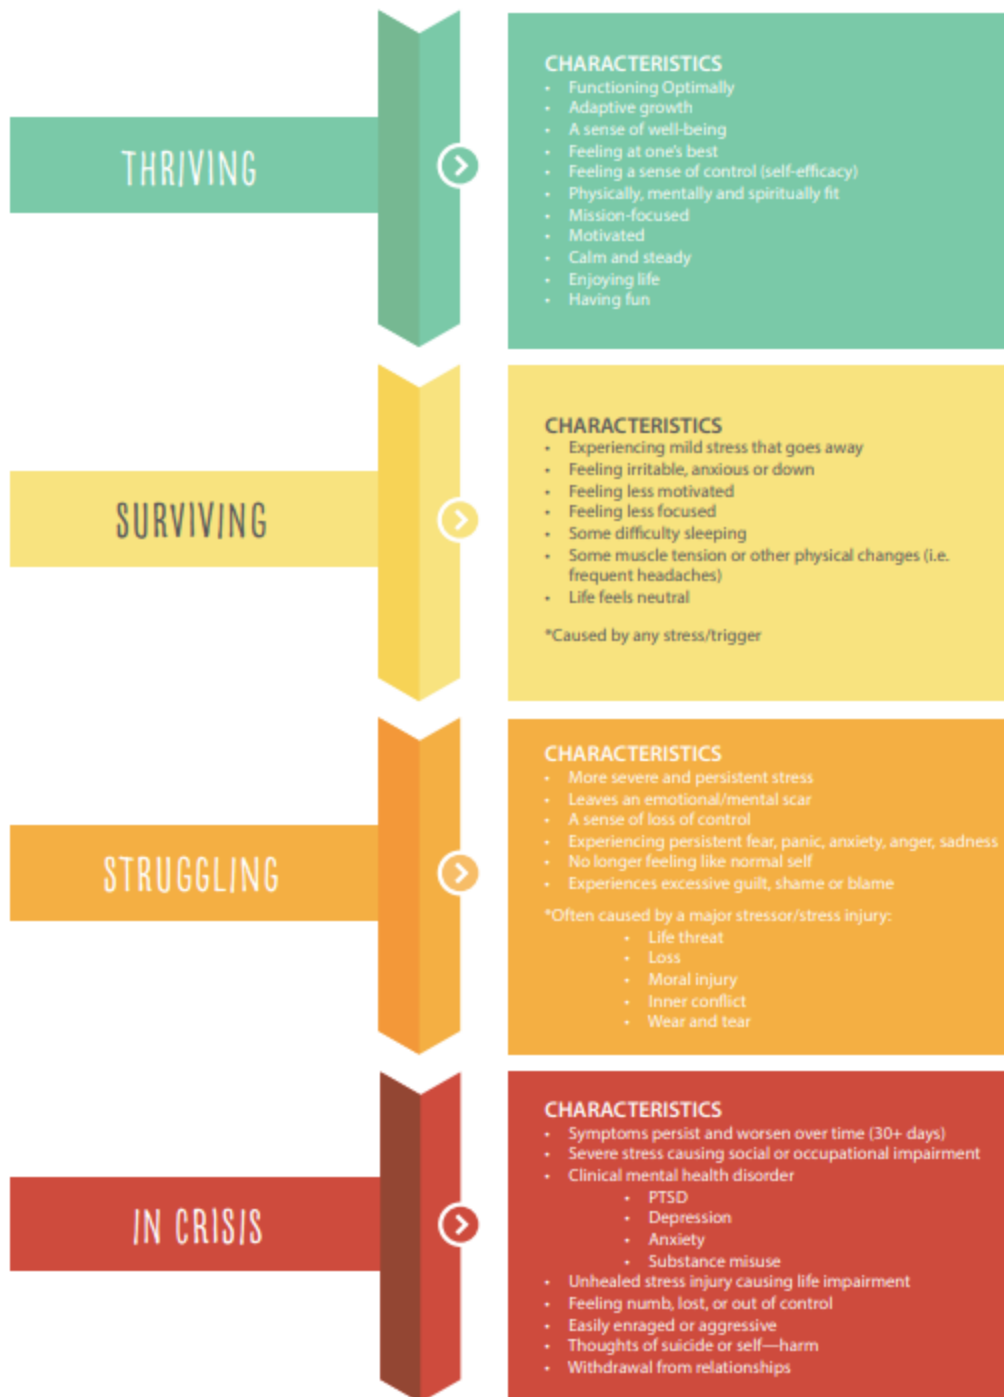 THRIVING
CHARACTERISTICS
• Functioning Optimally
• Adaptive growth
• A sense of well-being
• Feeling at one's best
• Feeling a sense of control (self-efficacy)
• Physically, mentally and spiritually fit
• Mission-focused
• Motivated
• Calm and steady
• Enjoying life
• Having fun
SURVIVING
CHARACTERISTICS
• Experiencing mild stress that goes away
• Feeling irritable, anxious or down
• Feeling less motivated
• Feeling less focused
• Some difficulty sleeping
• Some muscle tension or other physical changes (i.e.
frequent headaches)
• Life feels neutral
*Caused by any stress/trigger
STRUGGLING
CHARACTERISTICS
• More severe and persistent stress
• Leaves an emotional/mental scar
• A sense of loss of control
• Experiencing persistent fear, panic, anxiety, anger, sadness
• No longer feeling like normal self
• Experiences excessive guilt, shame or blame
*Often caused by a major stressor/stress injury:
• Life threat
• Loss
• Moral injury
• Inner conflict
• Wear and tear
IN CRISIS
CHARACTERISTICS
• Symptoms persist and worsen over time (30+ days)
• Severe stress causing social or occupational impairment
• Clinical mental health disorder
• PTSD
• Depression
• Anxiety
• Substance misuse
• Unhealed stress injury causing life impairment
• Feeling numb, lost, or out of control
• Easily enraged or aggressive
• Thoughts of suicide or self—harm
• Withdrawal from relationships